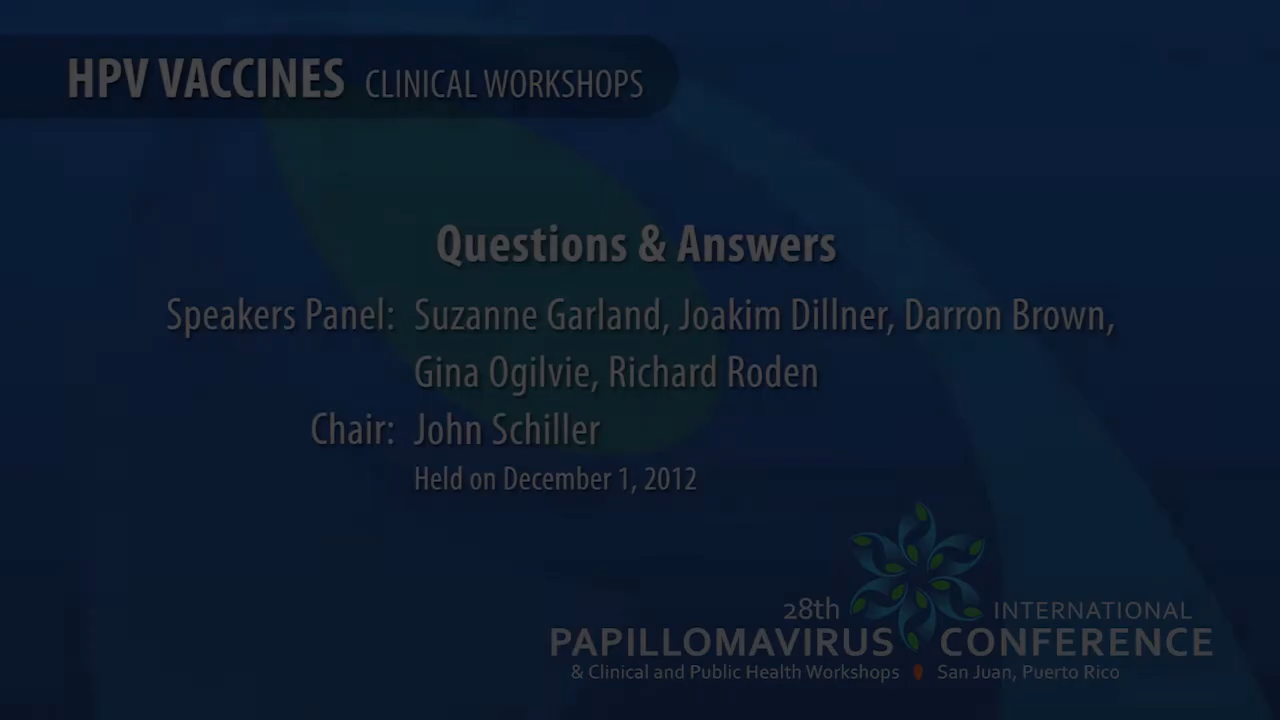 HPV VACCINES CLINICAL WORKSHOPS
Questions & Answers
Speakers Panel: Suzanne Garland, Joakim Dillner, Darron Brown,
Gina Ogilvie, Richard Roden
Chair: John Schiller
Held on December 1, 2012
28th INTERNATIONAL
PAPILLOMAVIRUS CONFERENCE
& Clinical and Public Health Workshops San Juan, Puerto Rico